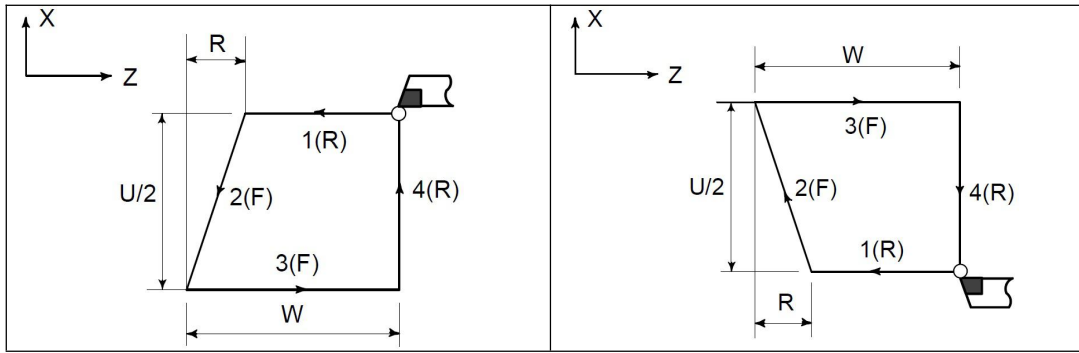 X
Z
R
1(R)
U/2
2(F)
4(R)
3(F)
W
X
Z
W
3(F)
U/2
2(F)
4(R)
1(R)
R